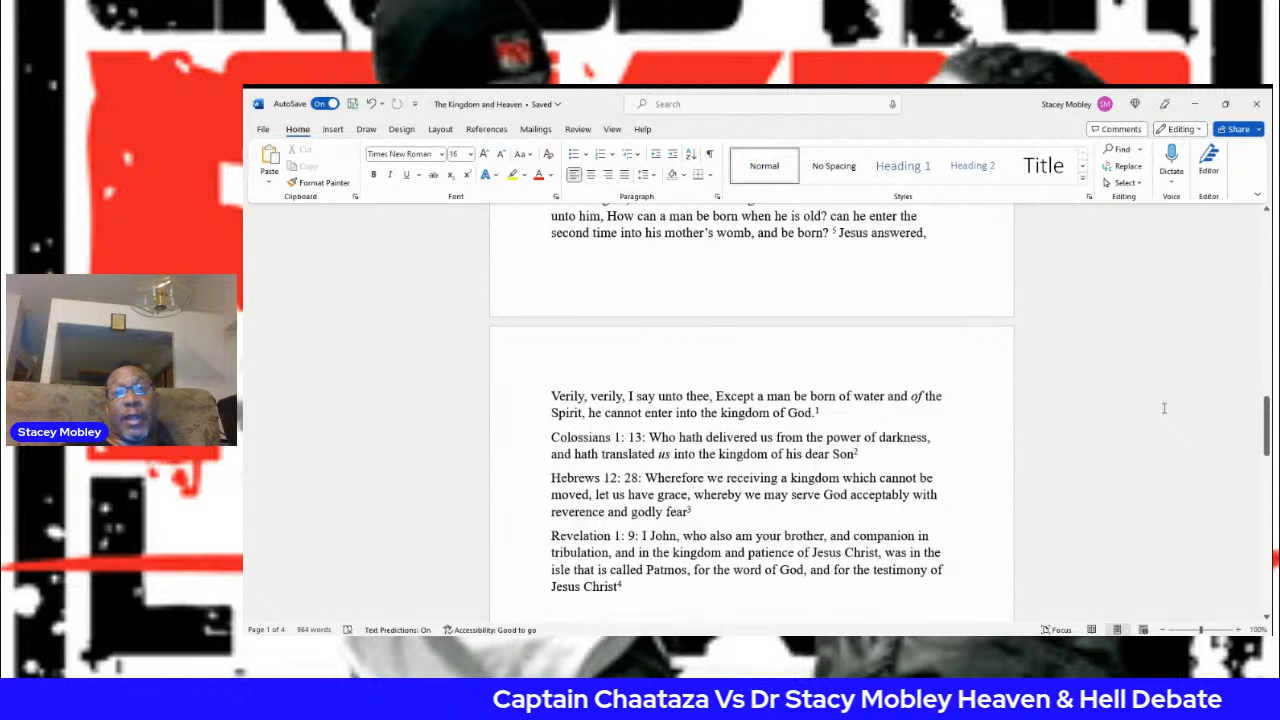 AutoSave On The Kingdom and Heaven • Saved Search Stacey Mobley SM
File Home Insert Draw Design Layout References Mailings Review View Help Comments Editing Share
Paste Cut Copy Format Painter
Clipboard
Times New Roman 16
Font
Paragraph
Normal No Spacing Heading 1 Heading 2 Title
Styles
Find
Replace
Select
Editing
Dictate
Voice
Editor
Editor
unto him, How can a man be born when he is old? can he enter the
second time into his mother’s womb, and be born? ⁵ Jesus answered,
Verily, verily, I say unto thee, Except a man be born of water and of the
Spirit, he cannot enter into the kingdom of God.¹
Colossians 1: 13: Who hath delivered us from the power of darkness,
and hath translated us into the kingdom of his dear Son²
Hebrews 12: 28: Wherefore we receiving a kingdom which cannot be
moved, let us have grace, whereby we may serve God acceptably with
reverence and godly fear³
Revelation 1: 9: I John, who also am your brother, and companion in
tribulation, and in the kingdom and patience of Jesus Christ, was in the
isle that is called Patmos, for the word of God, and for the testimony of
Jesus Christ⁴
Stacey Mobley
Page 1 of 4 964 words Text Predictions: On Accessibility: Good to go Focus 100%
Captain Chaataza Vs Dr Stacy Mobley Heaven & Hell Debate